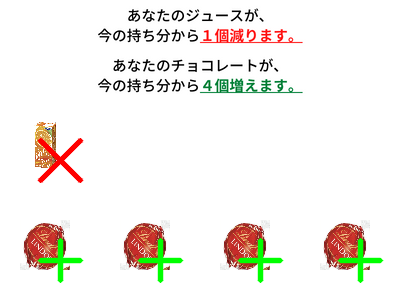 あなたのジュースが、
今の持ち分から１個減ります。
あなたのチョコレートが、
今の持ち分から４個増えます。